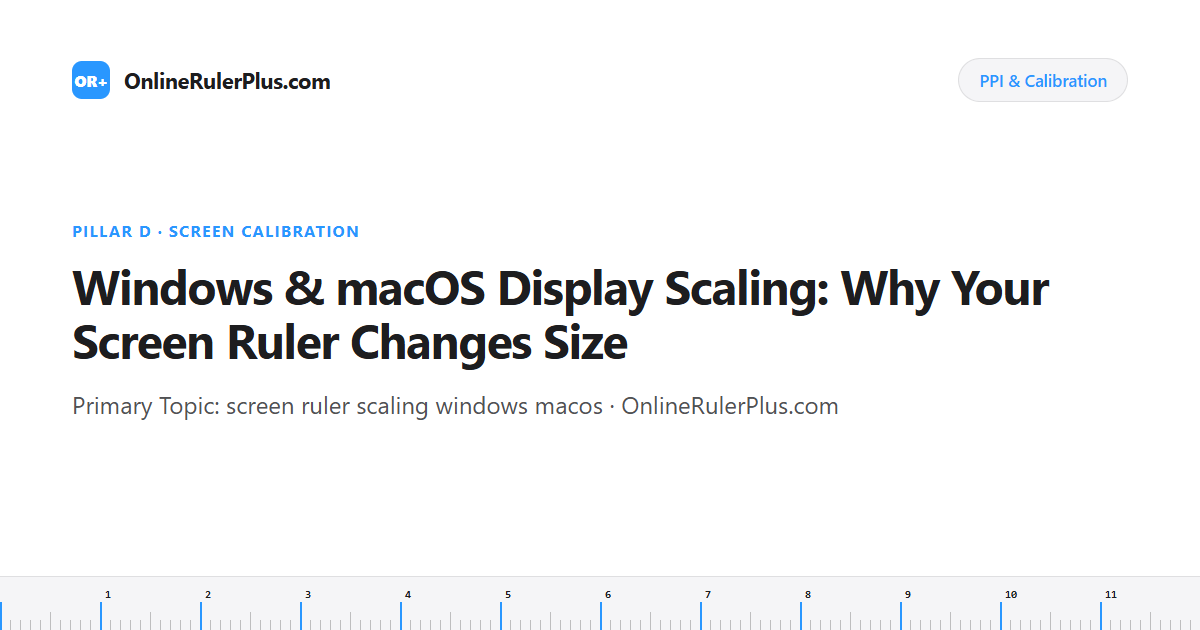 OR+ OnlineRulerPlus.com
PPI & Calibration
PILLAR D · SCREEN CALIBRATION
Windows & macOS Display Scaling: Why Your
Screen Ruler Changes Size
Primary Topic: screen ruler scaling windows macos · OnlineRulerPlus.com
1 2 3 4 5 6 7 8 9 10 11